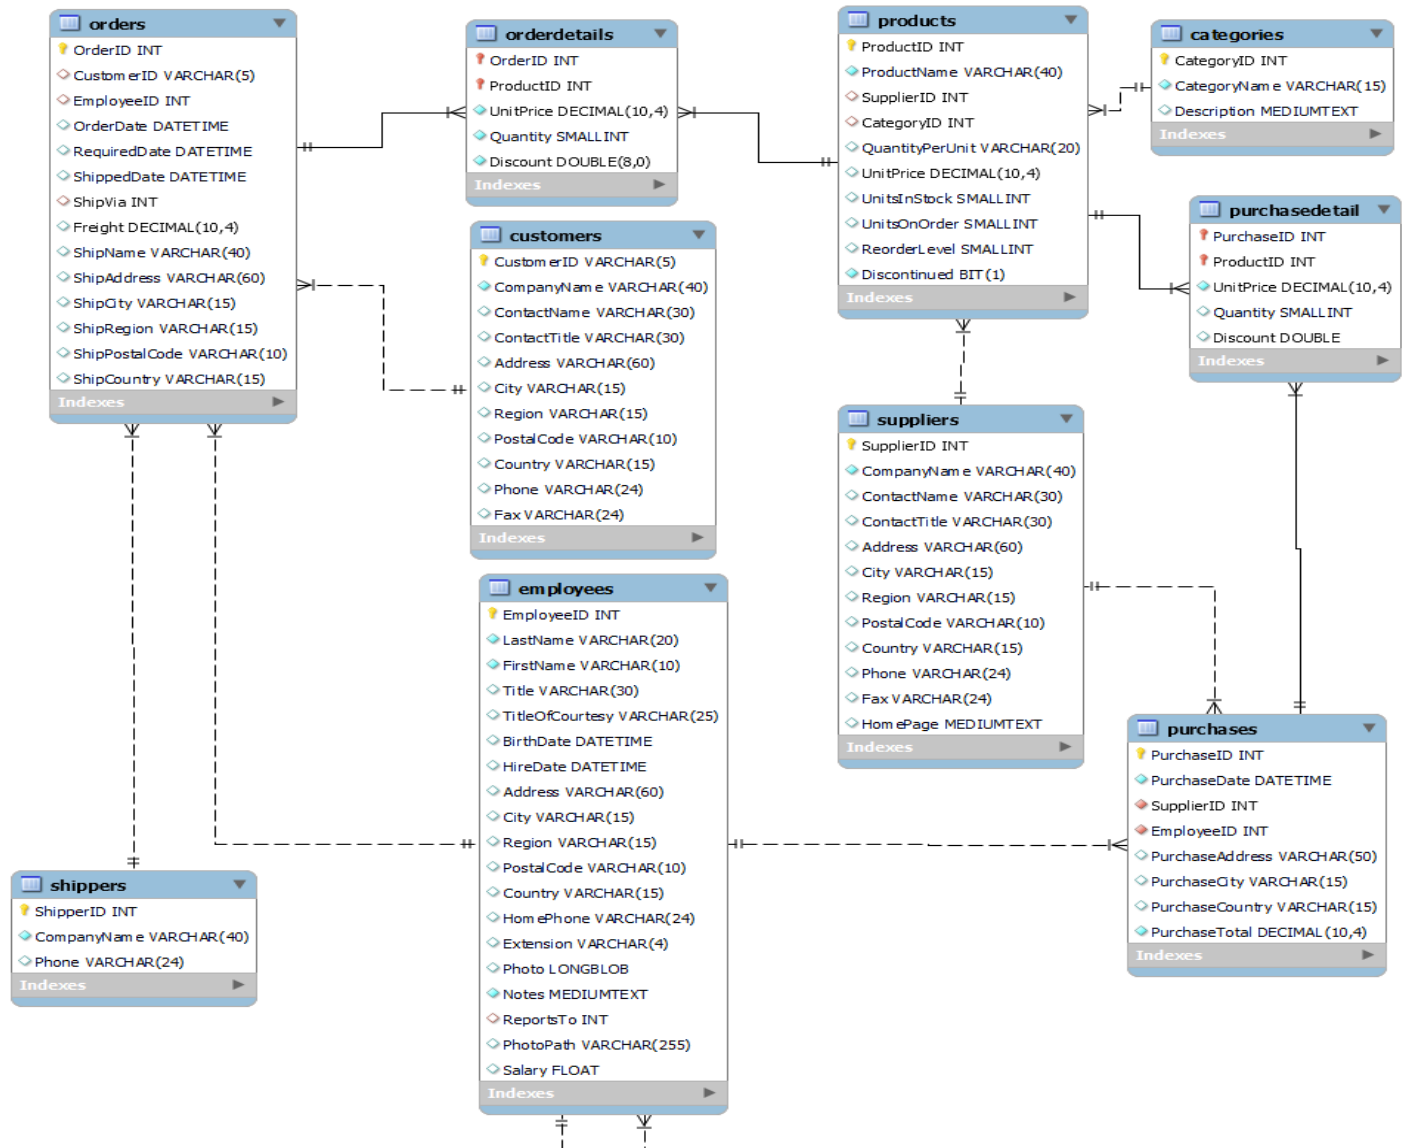 orders
OrderID INT
CustomerID VARCHAR(5)
EmployeeID INT
OrderDate DATETIME
RequiredDate DATETIME
ShippedDate DATETIME
ShipVia INT
Freight DECIMAL(10,4)
ShipName VARCHAR(40)
ShipAddress VARCHAR(60)
ShipCity VARCHAR(15)
ShipRegion VARCHAR(15)
ShipPostalCode VARCHAR(10)
ShipCountry VARCHAR(15)
Indexes
orderdetails
OrderID INT
ProductID INT
UnitPrice DECIMAL(10,4)
Quantity SMALLINT
Discount DOUBLE(8,0)
Indexes
products
ProductID INT
ProductName VARCHAR(40)
SupplierID INT
CategoryID INT
QuantityPerUnit VARCHAR(20)
UnitPrice DECIMAL(10,4)
UnitsInStock SMALLINT
UnitsOnOrder SMALLINT
ReorderLevel SMALLINT
Discontinued BIT(1)
Indexes
categories
CategoryID INT
CategoryName VARCHAR(15)
Description MEDIUMTEXT
Indexes
purchasedetail
PurchaseID INT
ProductID INT
UnitPrice DECIMAL(10,4)
Quantity SMALLINT
Discount DOUBLE
Indexes
customers
CustomerID VARCHAR(5)
CompanyName VARCHAR(40)
ContactName VARCHAR(30)
ContactTitle VARCHAR(30)
Address VARCHAR(60)
City VARCHAR(15)
Region VARCHAR(15)
PostalCode VARCHAR(10)
Country VARCHAR(15)
Phone VARCHAR(24)
Fax VARCHAR(24)
Indexes
suppliers
SupplierID INT
CompanyName VARCHAR(40)
ContactName VARCHAR(30)
ContactTitle VARCHAR(30)
Address VARCHAR(60)
City VARCHAR(15)
Region VARCHAR(15)
PostalCode VARCHAR(10)
Country VARCHAR(15)
Phone VARCHAR(24)
Fax VARCHAR(24)
HomePage MEDIUMTEXT
Indexes
employees
EmployeeID INT
LastName VARCHAR(20)
FirstName VARCHAR(10)
Title VARCHAR(30)
TitleOfCourtesy VARCHAR(25)
BirthDate DATETIME
HireDate DATETIME
Address VARCHAR(60)
City VARCHAR(15)
Region VARCHAR(15)
PostalCode VARCHAR(10)
Country VARCHAR(15)
HomePhone VARCHAR(24)
Extension VARCHAR(4)
Photo LONGBLOB
Notes MEDIUMTEXT
ReportsTo INT
PhotoPath VARCHAR(255)
Salary FLOAT
Indexes
purchases
PurchaseID INT
PurchaseDate DATETIME
SupplierID INT
EmployeeID INT
PurchaseAddress VARCHAR(50)
PurchaseCity VARCHAR(15)
PurchaseCountry VARCHAR(15)
PurchaseTotal DECIMAL(10,4)
Indexes
shippers
ShipperID INT
CompanyName VARCHAR(40)
Phone VARCHAR(24)
Indexes